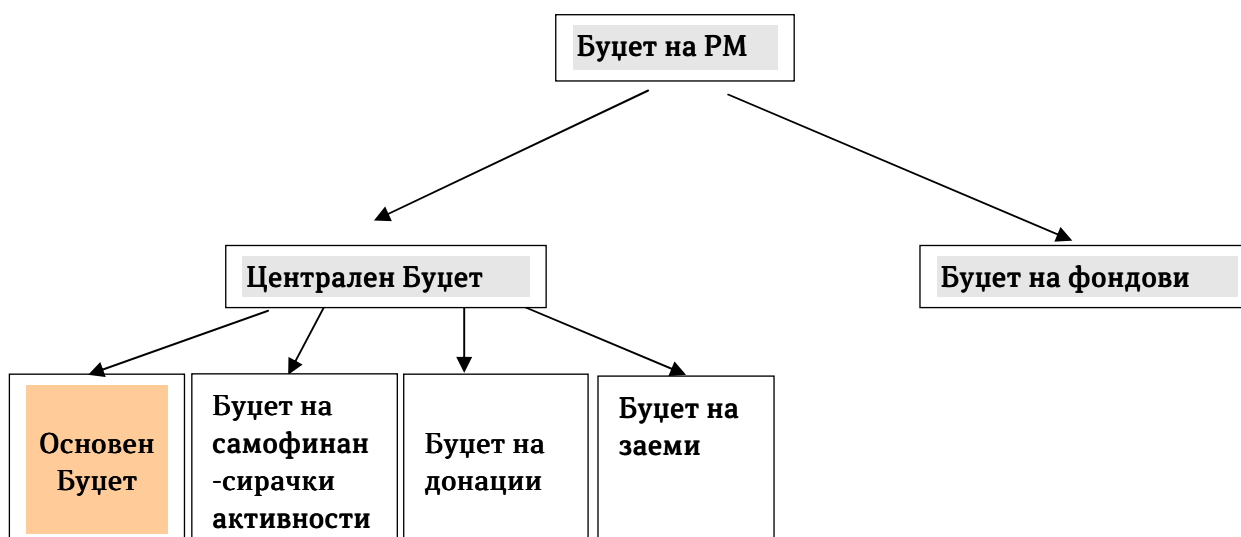 Буџет на РМ
Централен Буџет
Буџет на фондови
Основен
Буџет
Буџет на
самофинан
-сирачки
активности
Буџет на
донации
Буџет на
заеми